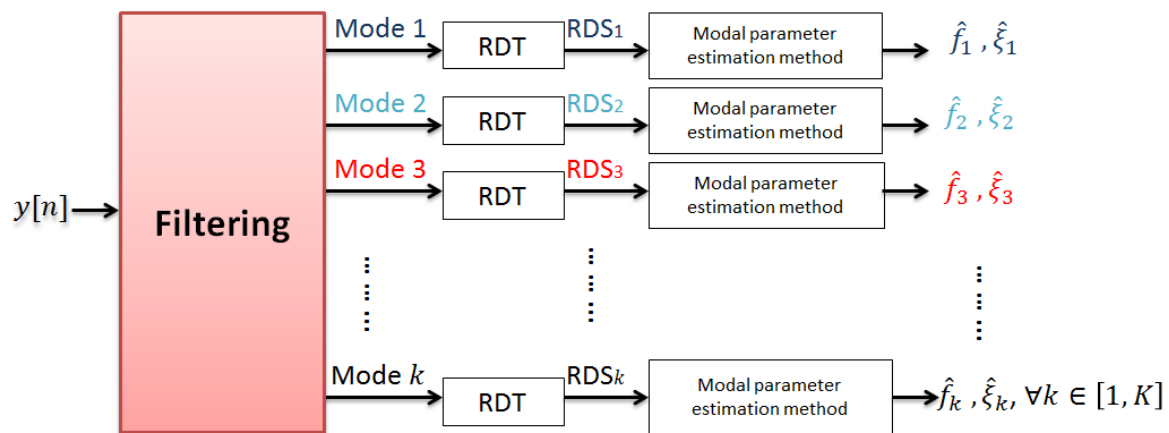 Mode 1
RDT
RDS₁
Modal parameter
estimation method
f̂₁ , ξ̂₁
Mode 2
RDT
RDS₂
Modal parameter
estimation method
f̂₂ , ξ̂₂
Mode 3
RDT
RDS₃
Modal parameter
estimation method
f̂₃ , ξ̂₃
y[n]
Filtering
Mode k
RDT
RDSₖ
Modal parameter
estimation method
f̂ₖ , ξ̂ₖ, ∀k ∈ [1, K]